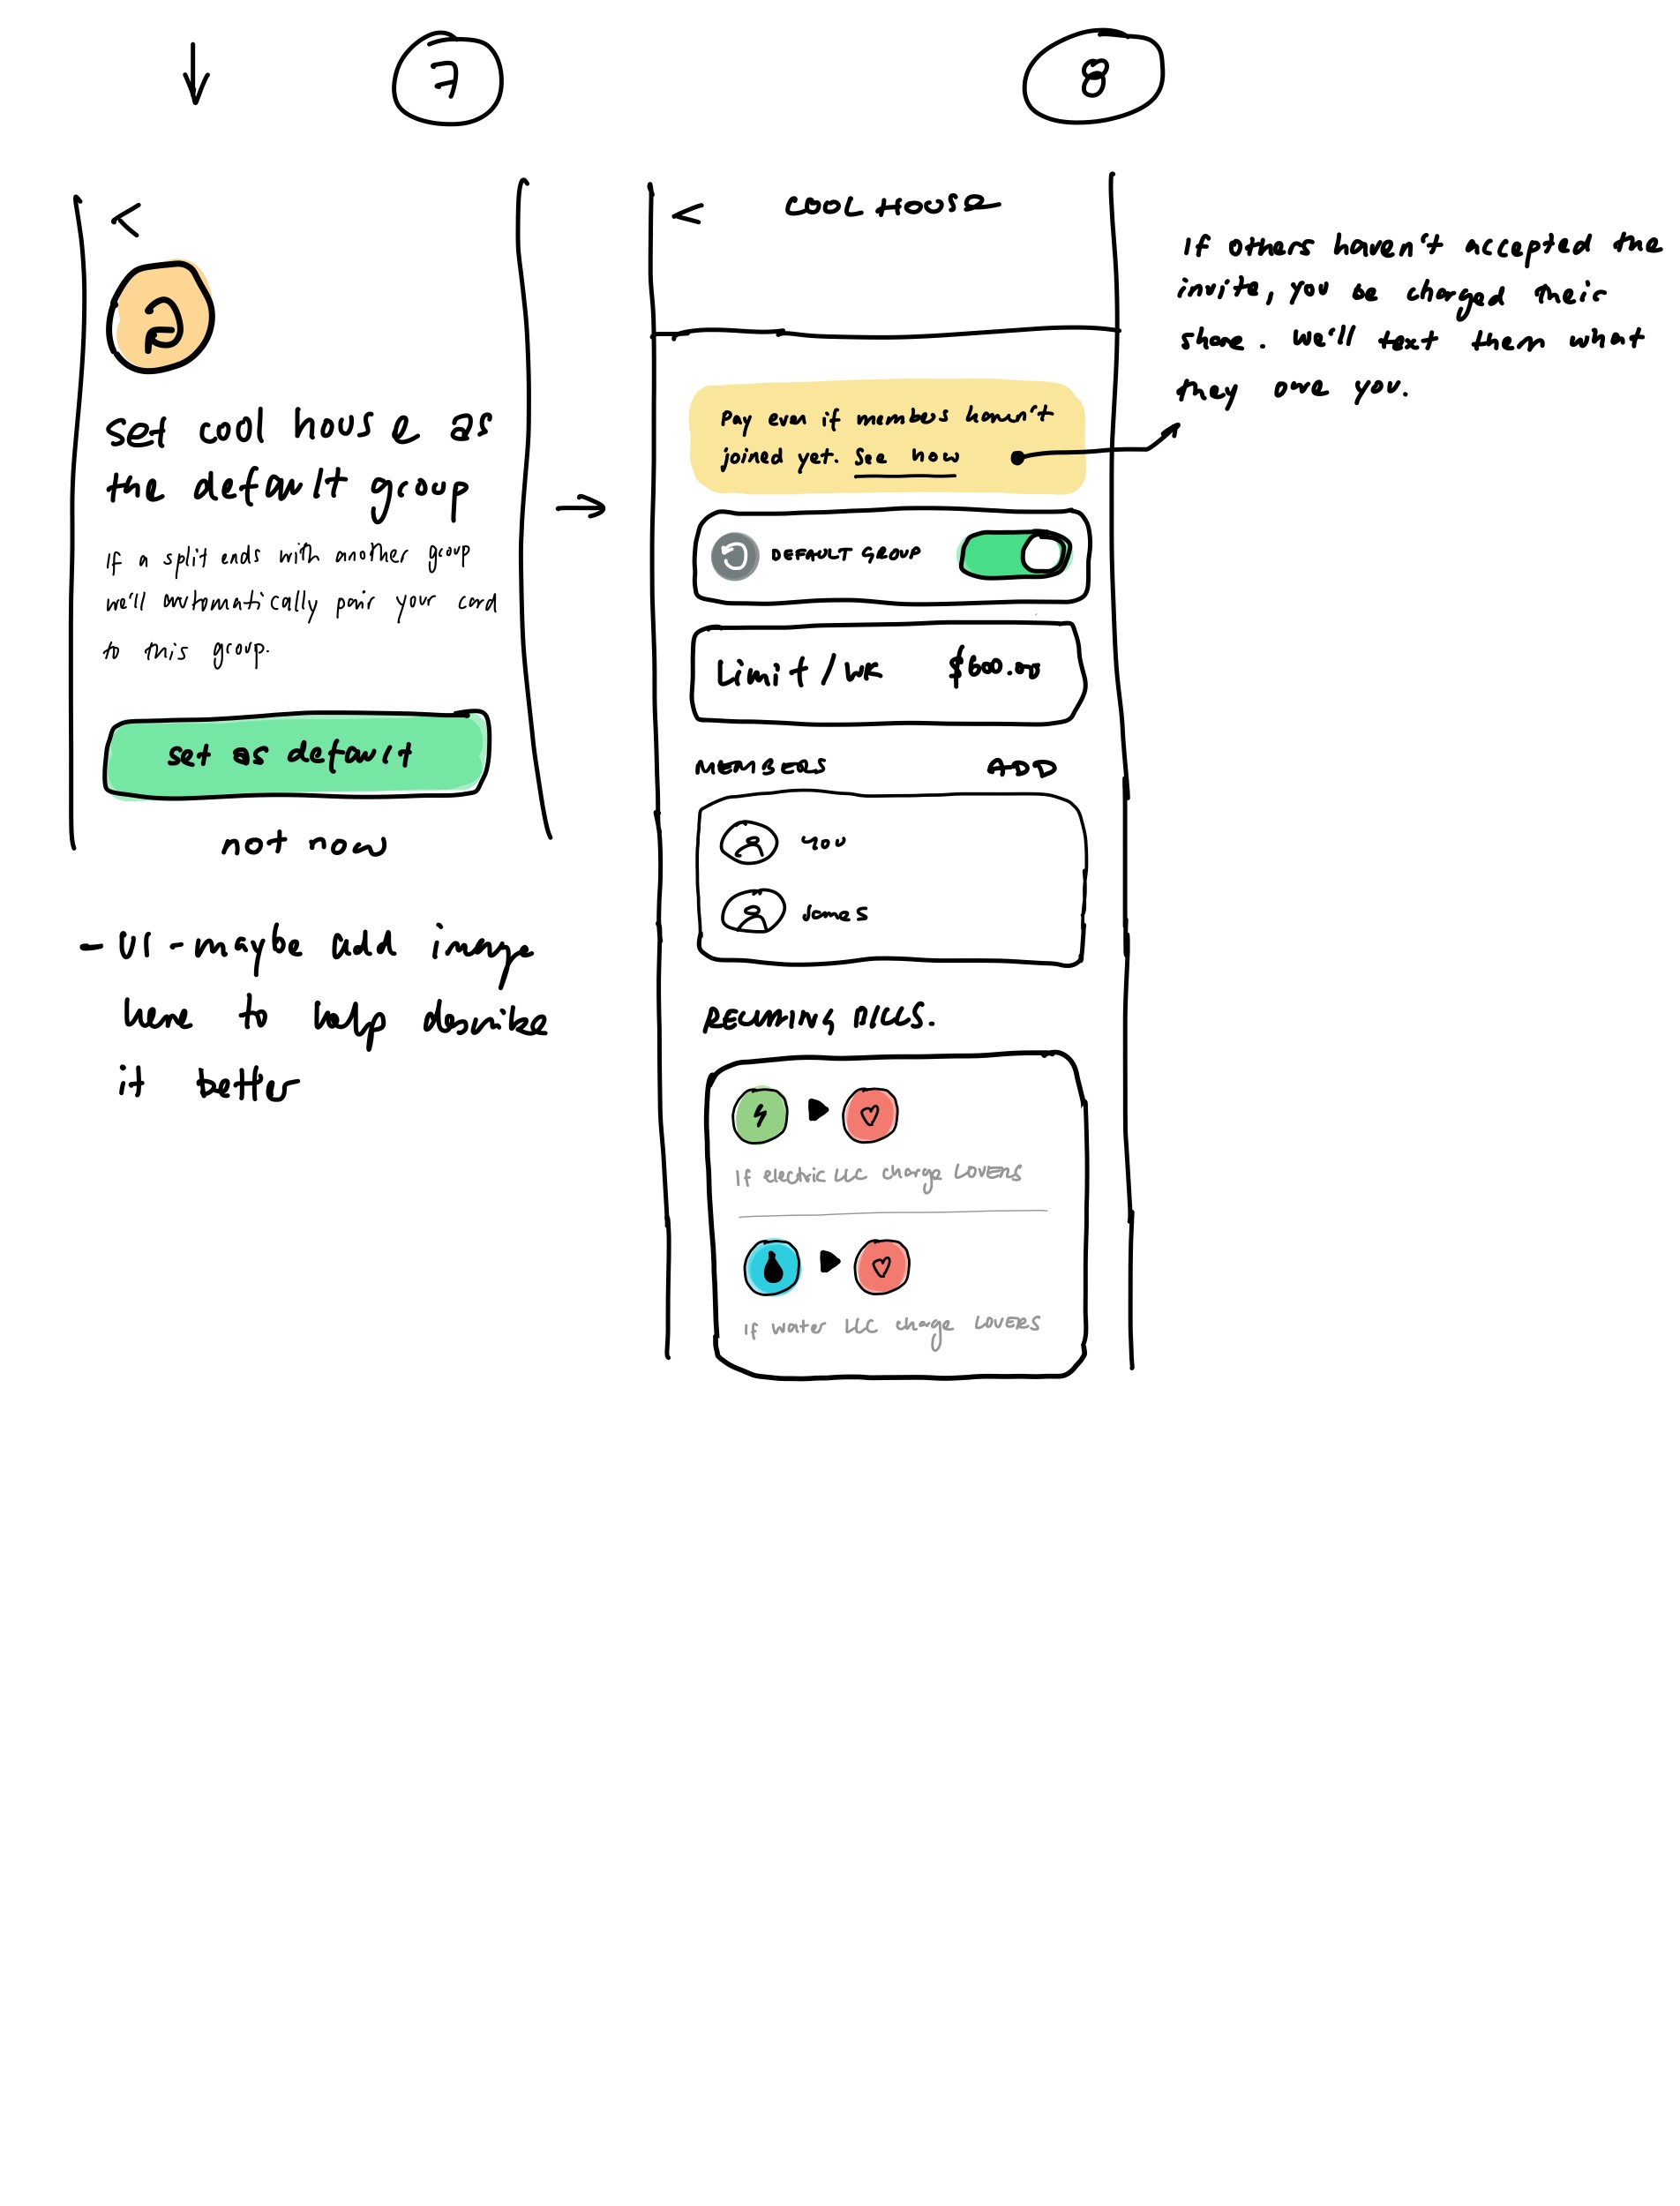 7
<
set cool house as
the default group
If a split ends with another group
we'll automatically pair your card
to this group.
set as default
not now
- UI - maybe add image
here to help describe
it better
8
< COOL HOUSE
Pay even if members haven't
joined yet. See how
DEFAULT GROUP
Limit / WK $600.00
MEMBERS ADD
You
James
RECURRING BILLS.
If electric LLC charge LOVERS
If water LLC charge LOVERS
If others haven't accepted the
invite, you be charged their
share. We'll text them what
they owe you.